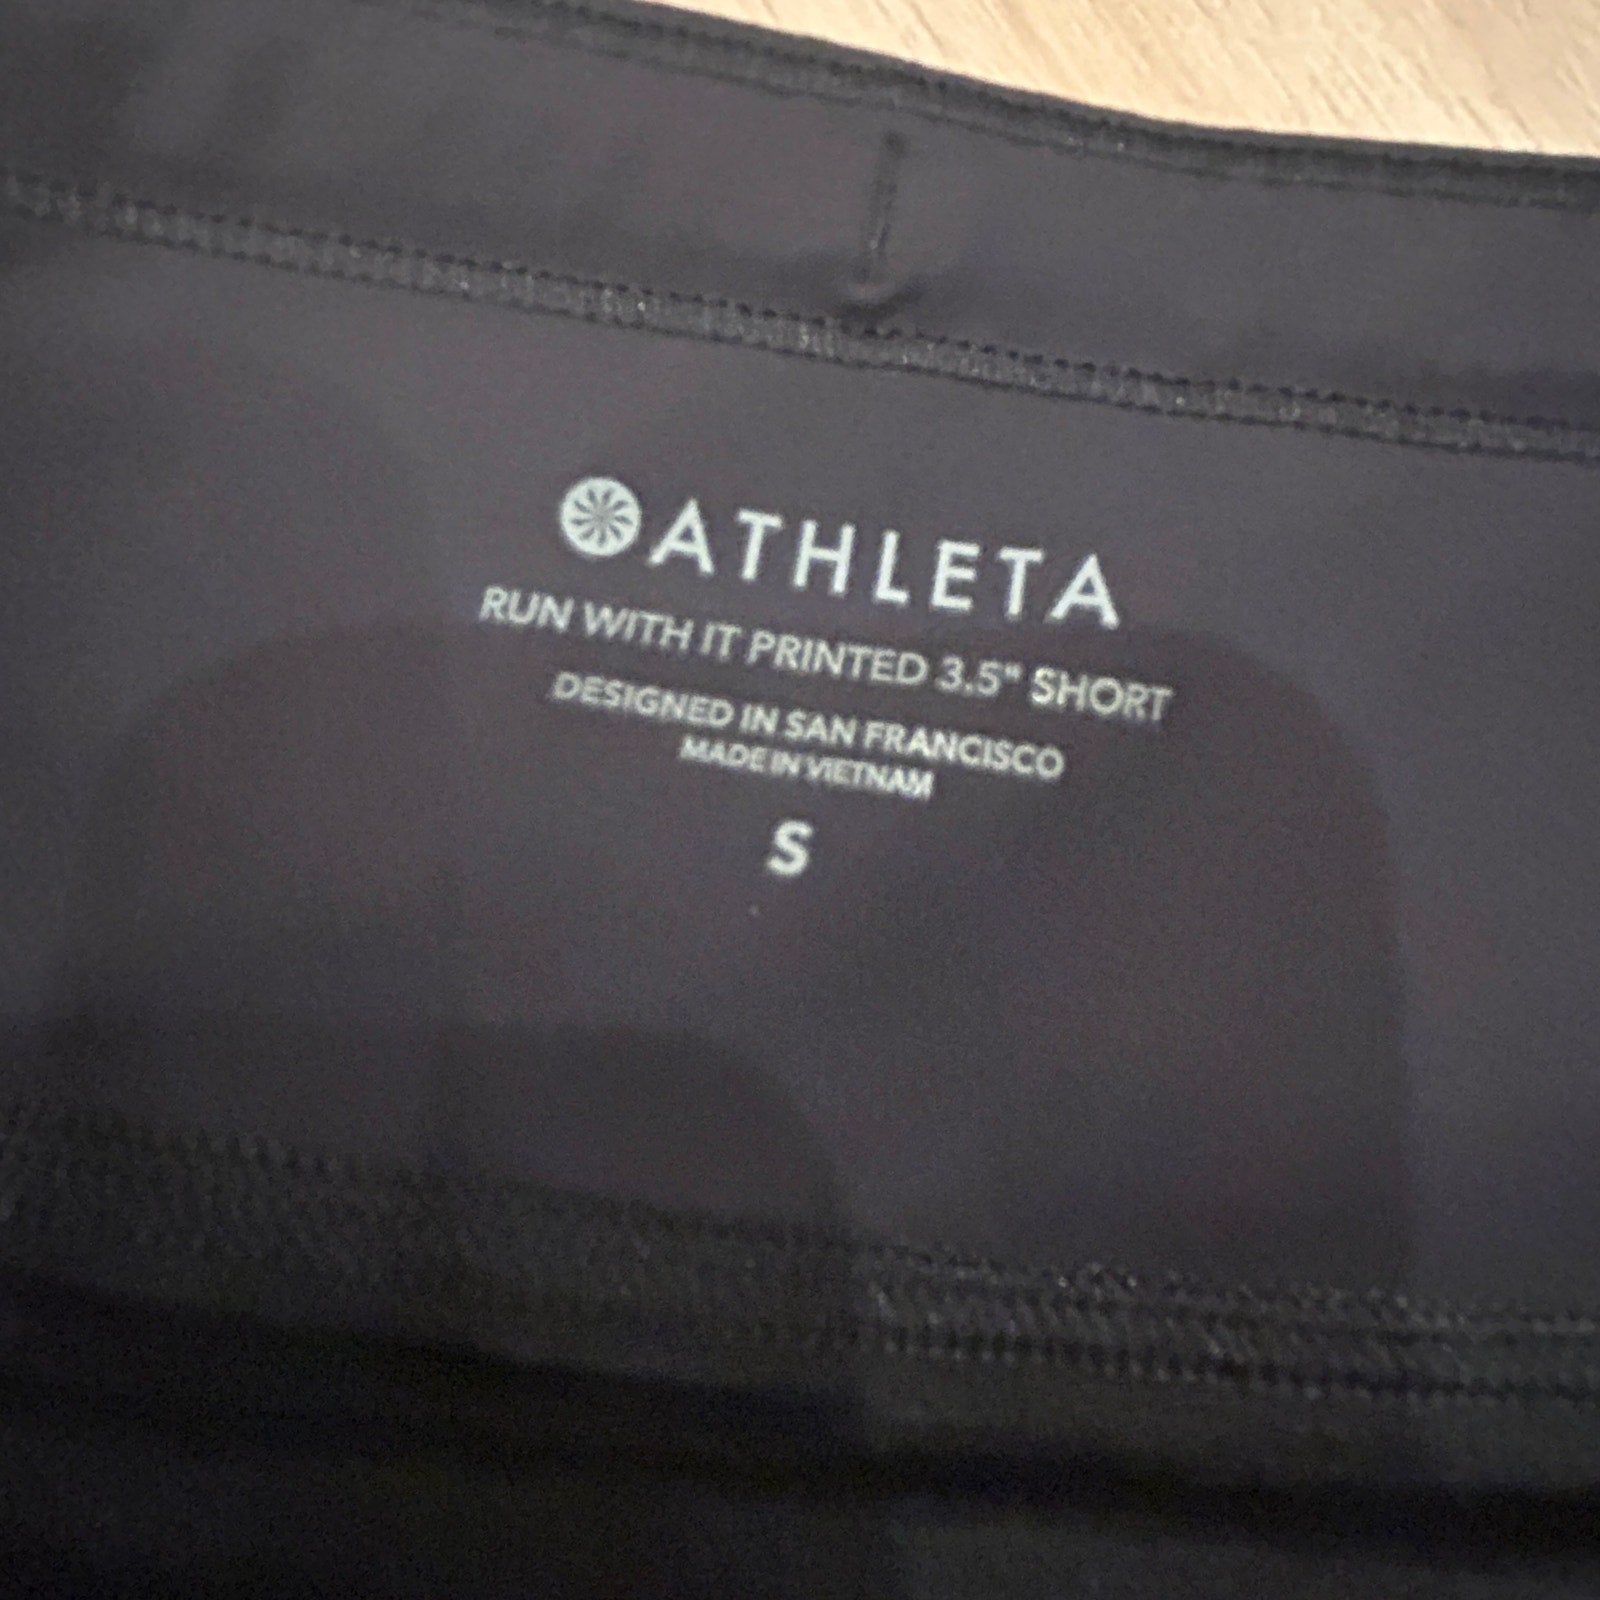 ATHLETA
RUN WITH IT PRINTED 3.5" SHORT
DESIGNED IN SAN FRANCISCO
MADE IN VIETNAM
S